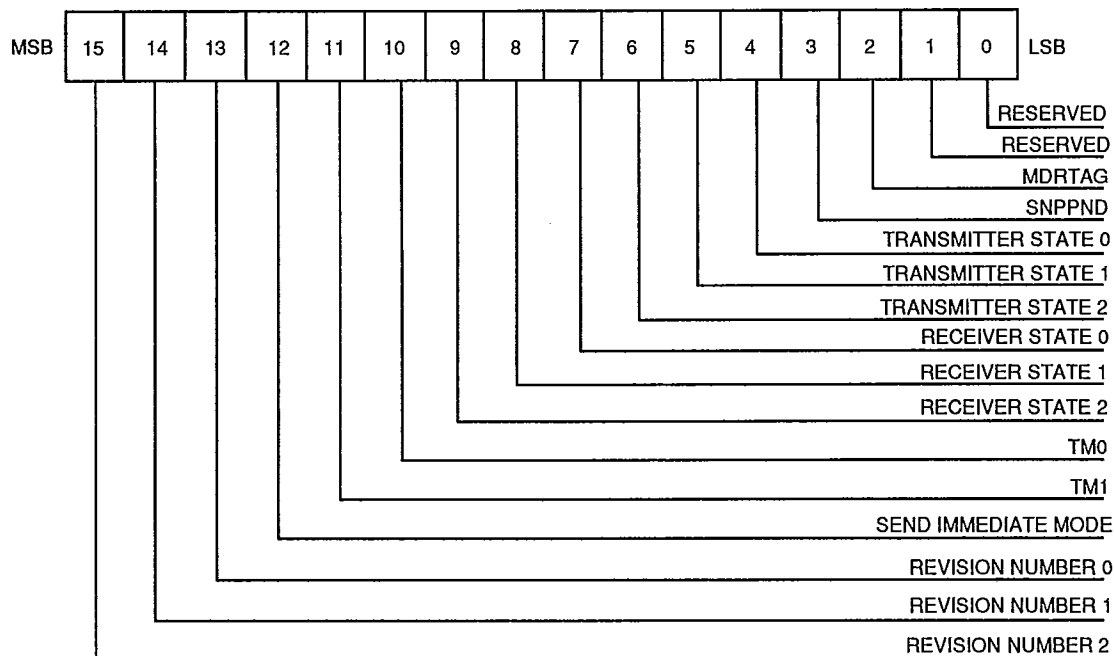 MSB 15 14 13 12 11 10 9 8 7 6 5 4 3 2 1 0 LSB
RESERVED
RESERVED
MDRTAG
SNPPND
TRANSMITTER STATE 0
TRANSMITTER STATE 1
TRANSMITTER STATE 2
RECEIVER STATE 0
RECEIVER STATE 1
RECEIVER STATE 2
TM0
TM1
SEND IMMEDIATE MODE
REVISION NUMBER 0
REVISION NUMBER 1
REVISION NUMBER 2